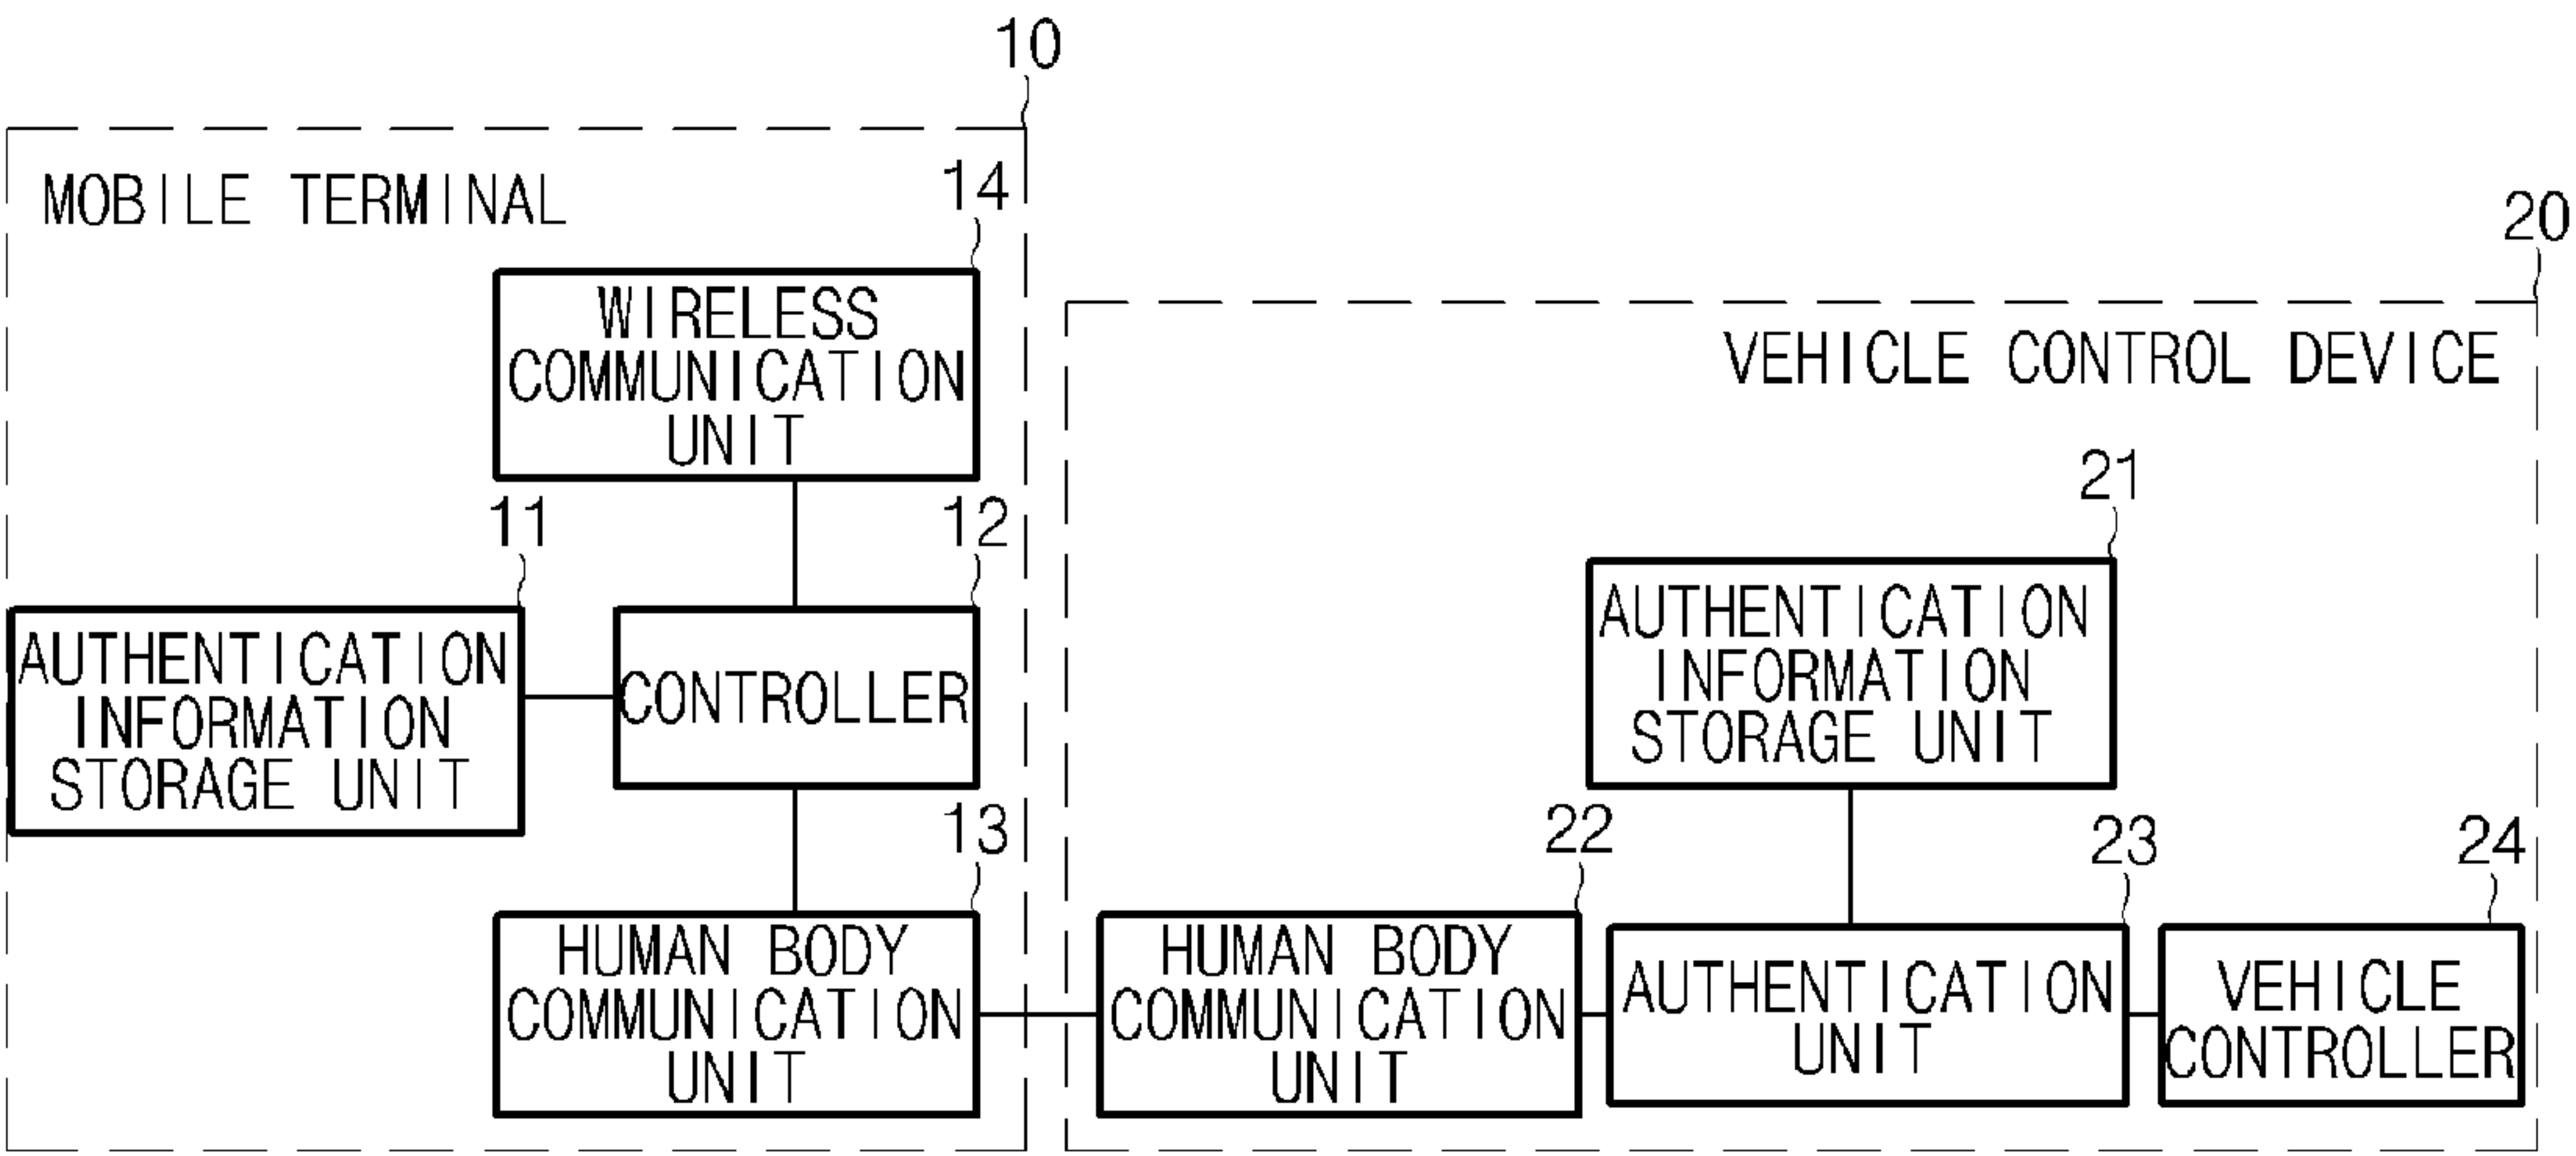 10
MOBILE TERMINAL
14
WIRELESS
COMMUNICATION
UNIT
11
12
AUTHENTICATION
INFORMATION
STORAGE UNIT
CONTROLLER
13
HUMAN BODY
COMMUNICATION
UNIT
20
VEHICLE CONTROL DEVICE
21
AUTHENTICATION
INFORMATION
STORAGE UNIT
22
HUMAN BODY
COMMUNICATION
UNIT
23
AUTHENTICATION
UNIT
24
VEHICLE
CONTROLLER